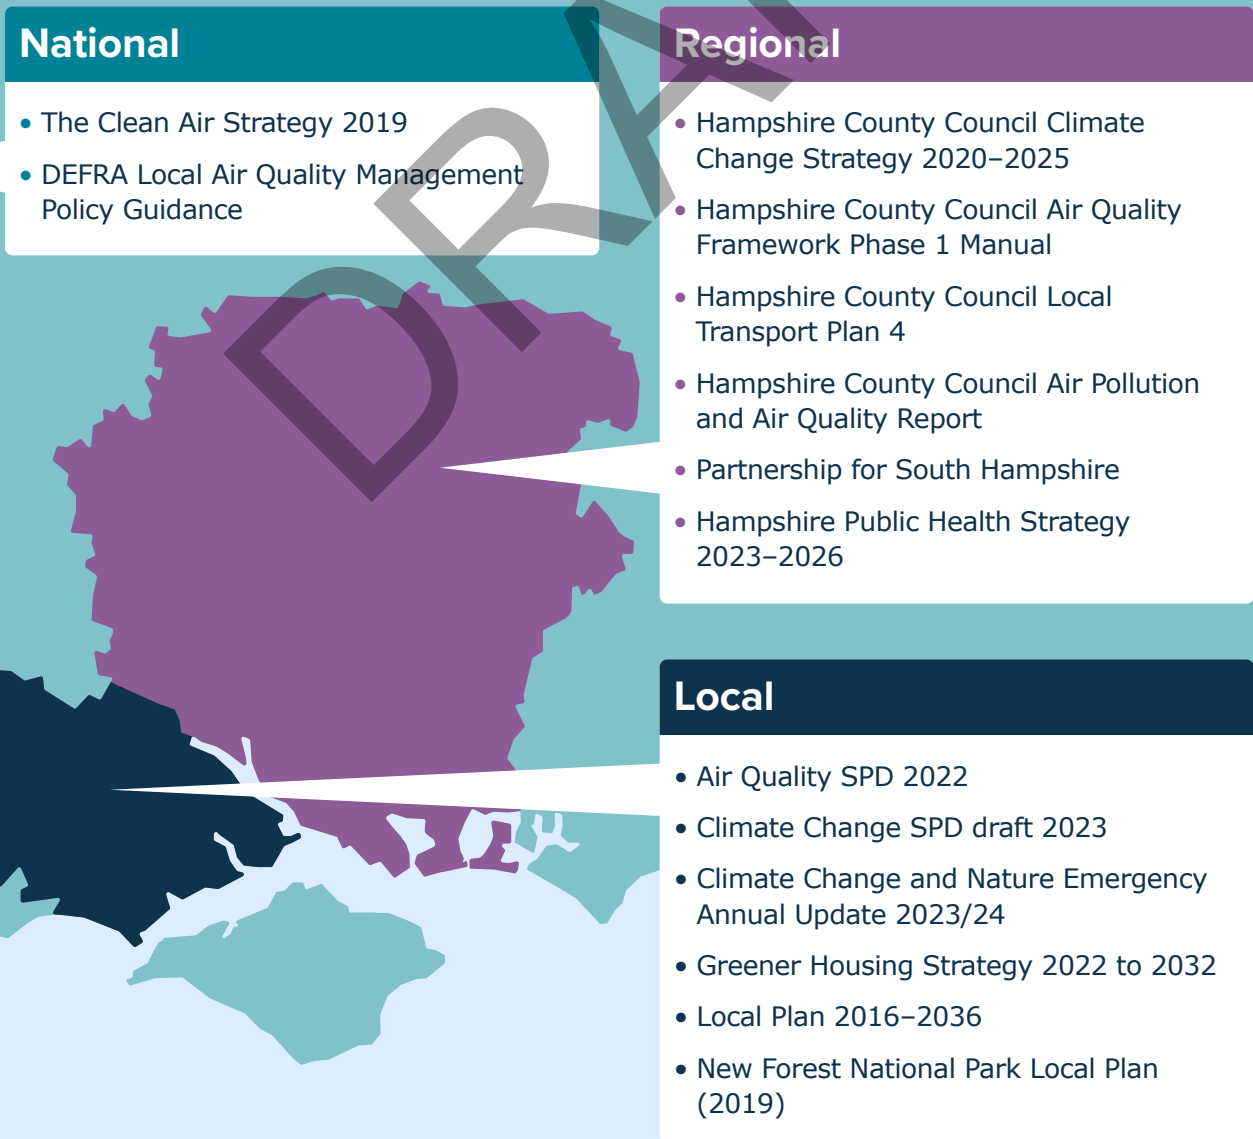 National
• The Clean Air Strategy 2019
• DEFRA Local Air Quality Management
Policy Guidance
Regional
• Hampshire County Council Climate
Change Strategy 2020–2025
• Hampshire County Council Air Quality
Framework Phase 1 Manual
• Hampshire County Council Local
Transport Plan 4
• Hampshire County Council Air Pollution
and Air Quality Report
• Partnership for South Hampshire
• Hampshire Public Health Strategy
2023–2026
Local
• Air Quality SPD 2022
• Climate Change SPD draft 2023
• Climate Change and Nature Emergency
Annual Update 2023/24
• Greener Housing Strategy 2022 to 2032
• Local Plan 2016–2036
• New Forest National Park Local Plan
(2019)
DRA